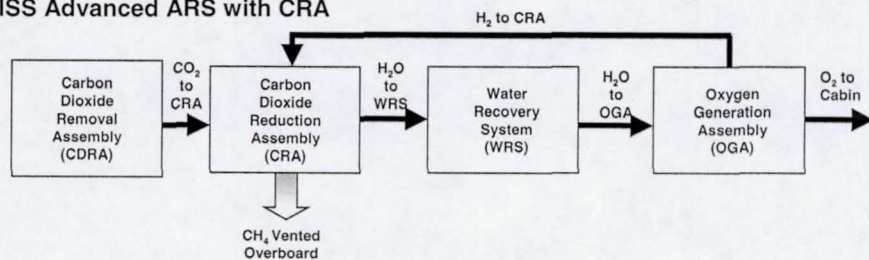 ISS Advanced ARS with CRA
H₂ to CRA
Carbon
Dioxide
Removal
Assembly
(CDRA)
CO₂
to
CRA
Carbon
Dioxide
Reduction
Assembly
(CRA)
H₂O
to
WRS
Water
Recovery
System
(WRS)
H₂O
to
OGA
Oxygen
Generation
Assembly
(OGA)
O₂ to
Cabin
CH₄ Vented
Overboard